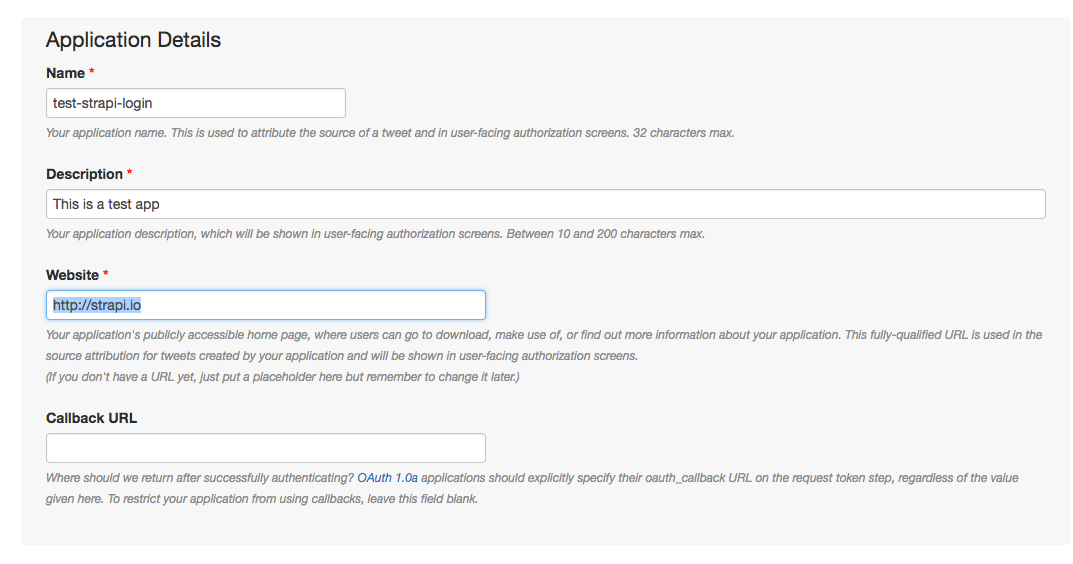 Application Details
Name *
test-strapi-login
Your application name. This is used to attribute the source of a tweet and in user-facing authorization screens. 32 characters max.
Description *
This is a test app
Your application description, which will be shown in user-facing authorization screens. Between 10 and 200 characters max.
Website *
http://strapi.io
Your application's publicly accessible home page, where users can go to download, make use of, or find out more information about your application. This fully-qualified URL is used in the
source attribution for tweets created by your application and will be shown in user-facing authorization screens.
(If you don't have a URL yet, just put a placeholder here but remember to change it later.)
Callback URL
Where should we return after successfully authenticating? OAuth 1.0a applications should explicitly specify their oauth_callback URL on the request token step, regardless of the value
given here. To restrict your application from using callbacks, leave this field blank.